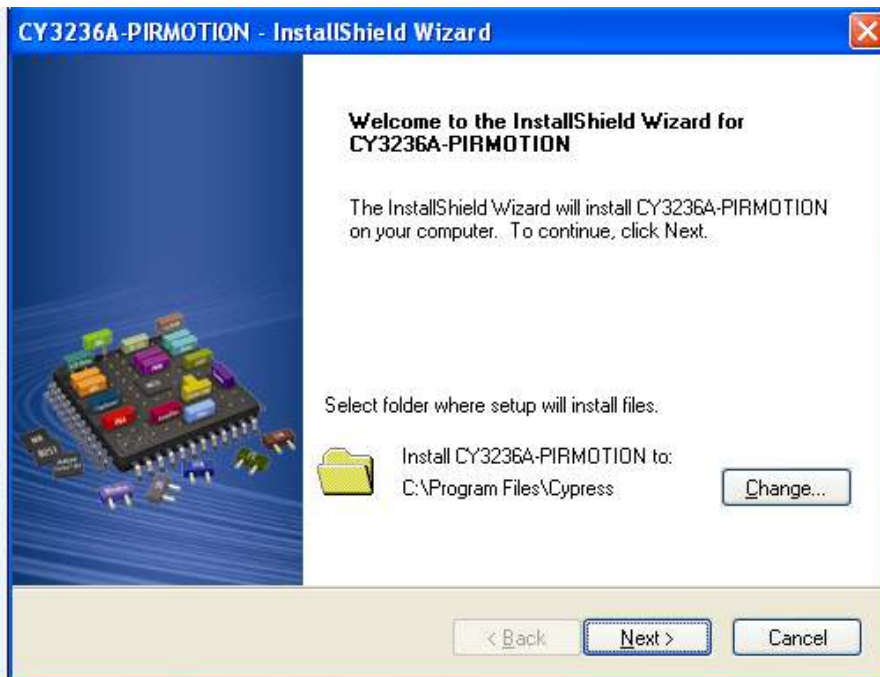 CY3236A-PIRMOTION - InstallShield Wizard
Welcome to the InstallShield Wizard for
CY3236A-PIRMOTION
The InstallShield Wizard will install CY3236A-PIRMOTION
on your computer.  To continue, click Next.
Select folder where setup will install files.
Install CY3236A-PIRMOTION to:
C:\Program Files\Cypress
Change...
< Back
Next >
Cancel